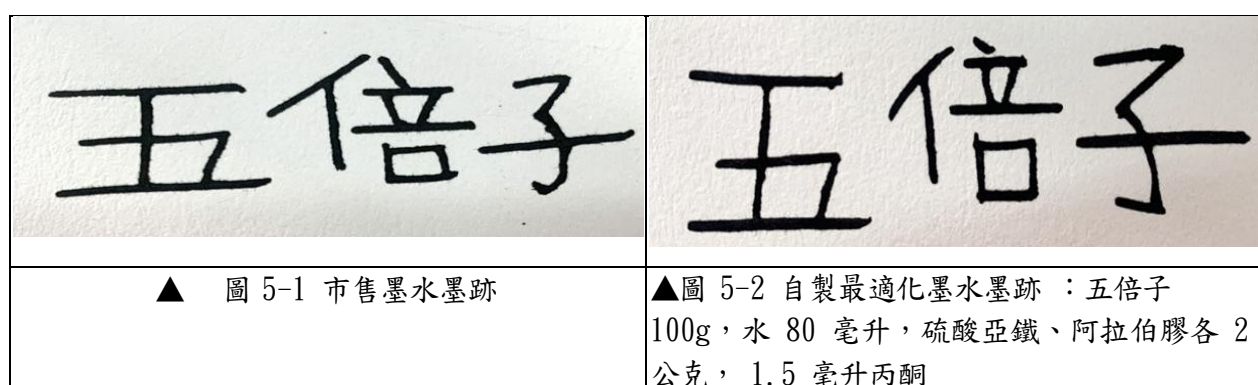 五倍子
五倍子
▲ 圖 5-1 市售墨水墨跡
▲圖 5-2 自製最適化墨水墨跡 ：五倍子
100g，水 80 毫升，硫酸亞鐵、阿拉伯膠各 2
公克， 1.5 毫升丙酮